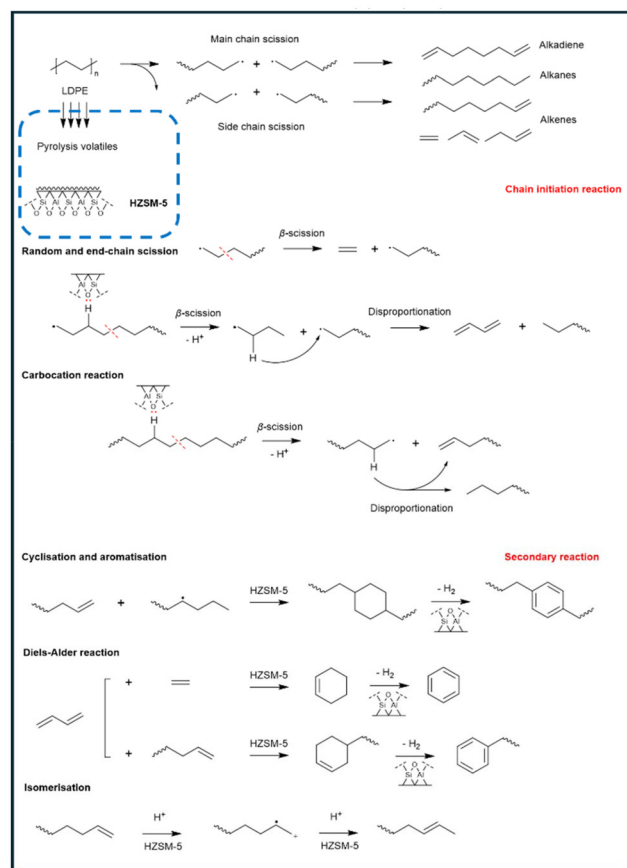 Main chain scission
n
+
Alkadiene
LDPE
+
Alkanes
Side chain scission
Alkenes
Pyrolysis volatiles
Si Al Si Al Si
O O O O O O
HZSM-5
Chain initiation reaction
β-scission
+
Random and end-chain scission
Al Si
O
H
β-scission
Disproportionation
- H+
+
+
H
Carbocation reaction
Al Si
O
H
β-scission
- H+
+
H
Disproportionation
Cyclisation and aromatisation
Secondary reaction
+
HZSM-5
- H2
O
Si Al
Diels-Alder reaction
+
HZSM-5
- H2
O
Si Al
+
HZSM-5
- H2
O
Si Al
Isomerisation
H+
HZSM-5
+
H+
HZSM-5